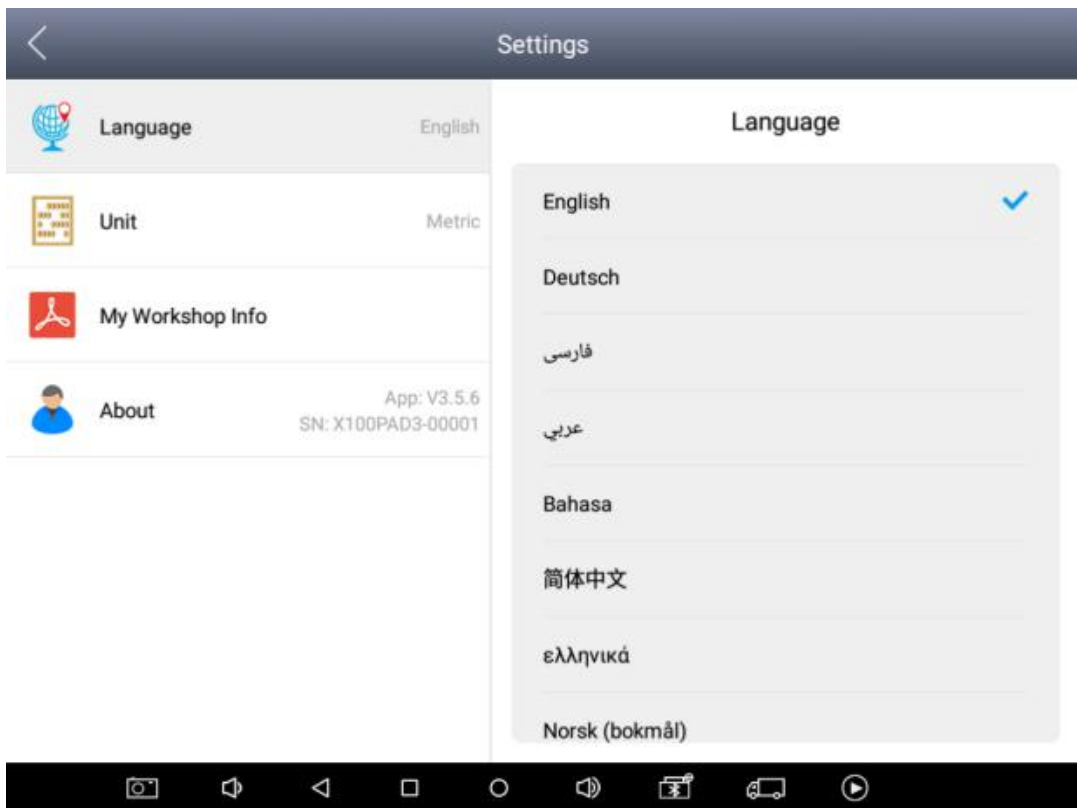 Settings
Language English
Unit Metric
My Workshop Info
About App: V3.5.6
SN: X100PAD3-00001
Language
English
Deutsch
فارسی
عربي
Bahasa
简体中文
ελληνικά
Norsk (bokmål)